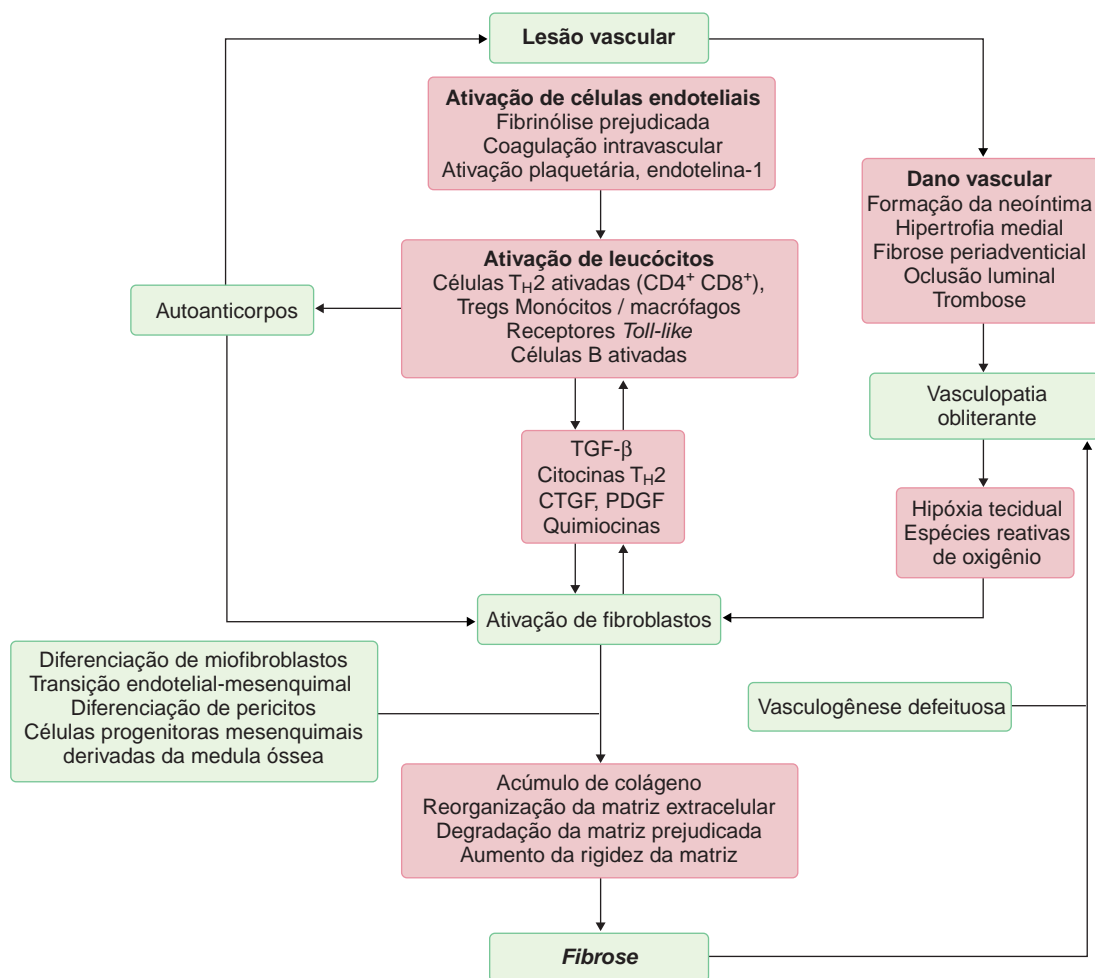 Lesão vascular
Ativação de células endoteliais
Fibrinólise prejudicada
Coagulação intravascular
Ativação plaquetária, endotelina-1
Dano vascular
Formação da neoíntima
Hipertrofia medial
Fibrose periadventicial
Oclusão luminal
Trombose
Ativação de leucócitos
Células TH2 ativadas (CD4+ CD8+),
Tregs Monócitos / macrófagos
Receptores Toll-like
Células B ativadas
Autoanticorpos
Vasculopatia
obliterante
TGF-β
Citocinas TH2
CTGF, PDGF
Quimiocinas
Hipóxia tecidual
Espécies reativas
de oxigênio
Ativação de fibroblastos
Diferenciação de miofibroblastos
Transição endotelial-mesenquimal
Diferenciação de pericitos
Células progenitoras mesenquimais
derivadas da medula óssea
Vasculogênese defeituosa
Acúmulo de colágeno
Reorganização da matriz extracelular
Degradação da matriz prejudicada
Aumento da rigidez da matriz
Fibrose